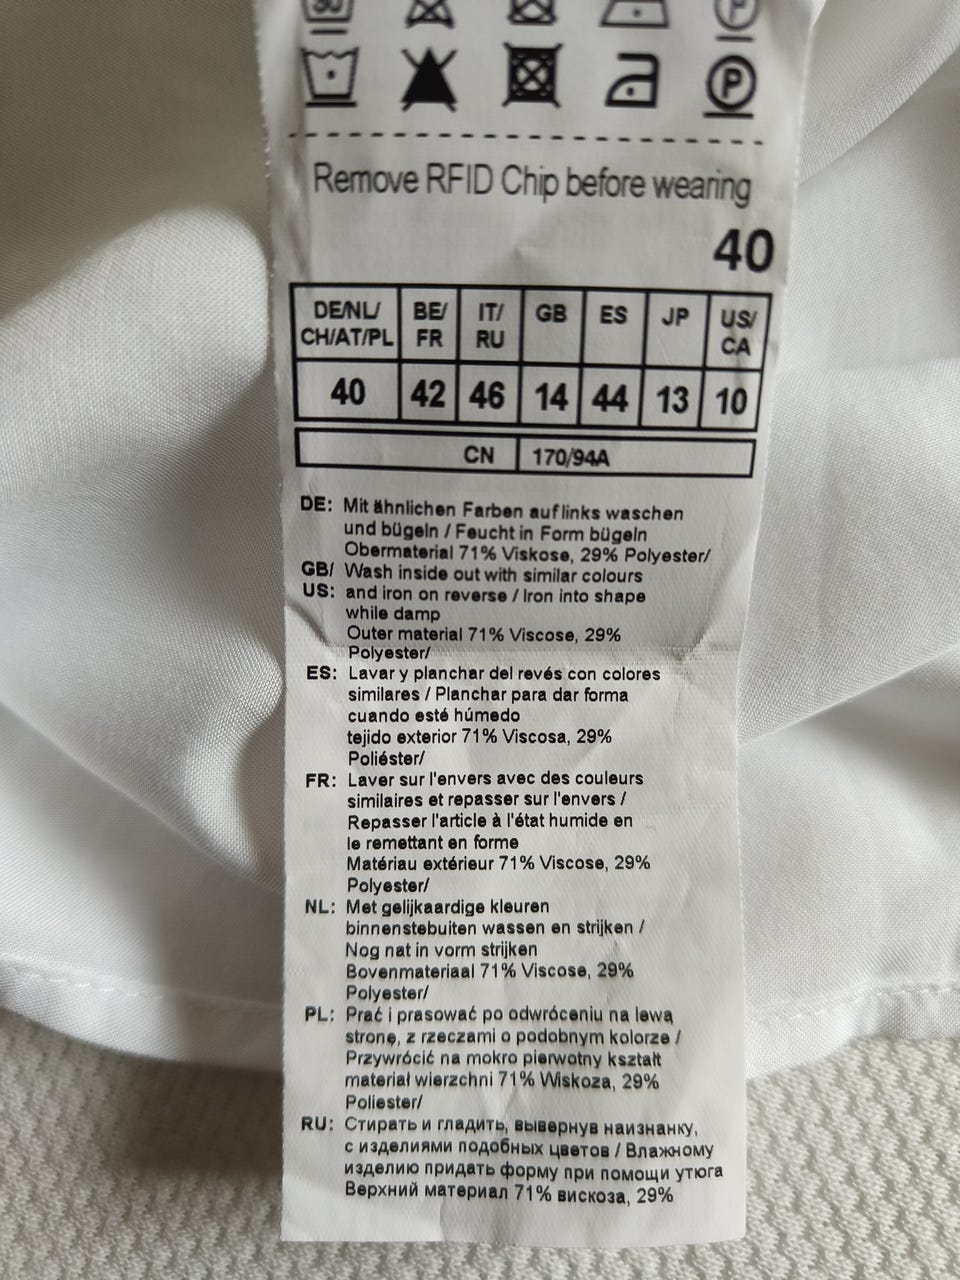 30
P
P
Remove RFID Chip before wearing
40
DE/NL/ BE/ IT/ GB ES JP US/
CH/AT/PL FR RU CA
40 42 46 14 44 13 10
CN 170/94A
DE: Mit ähnlichen Farben auf links waschen
und bügeln / Feucht in Form bügeln
Obermaterial 71% Viskose, 29% Polyester/
GB/ Wash inside out with similar colours
US: and iron on reverse / Iron into shape
while damp
Outer material 71% Viscose, 29%
Polyester/
ES: Lavar y planchar del revés con colores
similares / Planchar para dar forma
cuando esté húmedo
tejido exterior 71% Viscosa, 29%
Poliéster/
FR: Laver sur l'envers avec des couleurs
similaires et repasser sur l'envers /
Repasser l'article à l'état humide en
le remettant en forme
Matériau extérieur 71% Viscose, 29%
Polyester/
NL: Met gelijkaardige kleuren
binnenstebuiten wassen en strijken /
Nog nat in vorm strijken
Bovenmateriaal 71% Viscose, 29%
Polyester/
PL: Prać i prasować po odwróceniu na lewą
stronę, z rzeczami o podobnym kolorze /
Przywrócić na mokro pierwotny kształt
materiał wierzchni 71% Wiskoza, 29%
Poliester/
RU: Стирать и гладить, вывернув наизнанку,
с изделиями подобных цветов / Влажному
изделию придать форму при помощи утюга
Верхний материал 71% вискоза, 29%